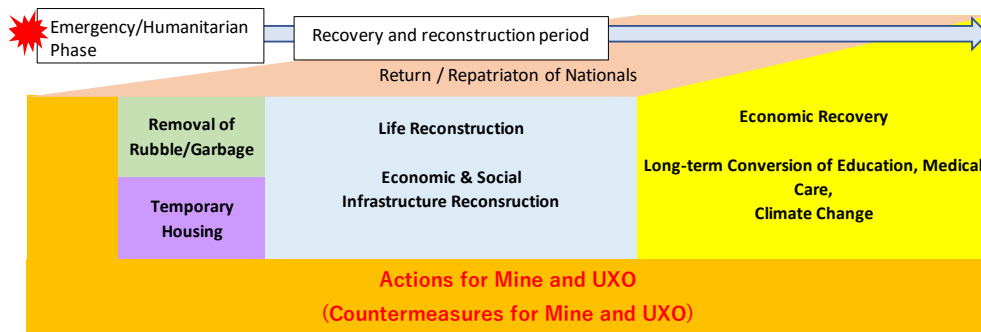 Emergency/Humanitarian
Phase
Recovery and reconstruction period
Return / Repatriaton of Nationals
Removal of
Rubble/Garbage
Temporary
Housing
Life Reconstruction
Economic & Social
Infrastructure Reconsruction
Economic Recovery
Long-term Conversion of Education, Medical
Care,
Climate Change
Actions for Mine and UXO
(Countermeasures for Mine and UXO)